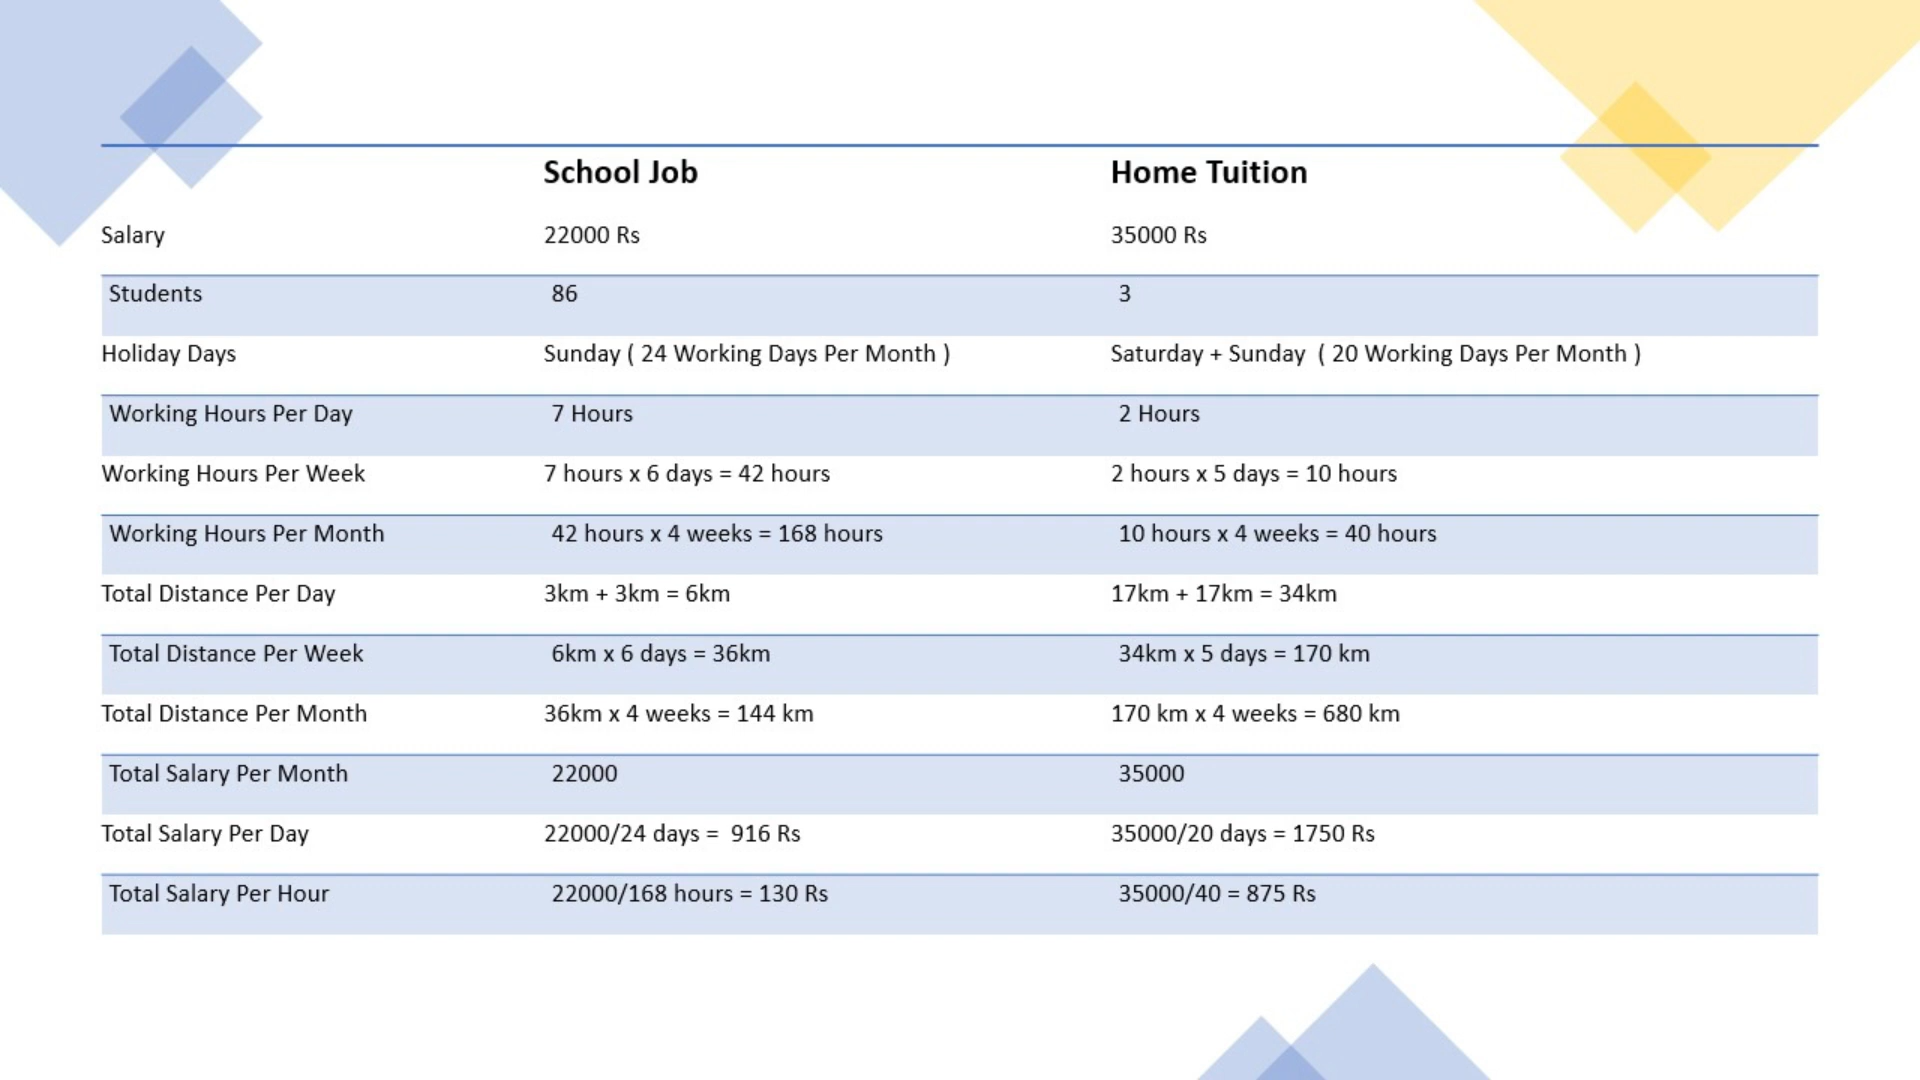 School Job Home Tuition
Salary 22000 Rs 35000 Rs
Students 86 3
Holiday Days Sunday ( 24 Working Days Per Month ) Saturday + Sunday ( 20 Working Days Per Month )
Working Hours Per Day 7 Hours 2 Hours
Working Hours Per Week 7 hours x 6 days = 42 hours 2 hours x 5 days = 10 hours
Working Hours Per Month 42 hours x 4 weeks = 168 hours 10 hours x 4 weeks = 40 hours
Total Distance Per Day 3km + 3km = 6km 17km + 17km = 34km
Total Distance Per Week 6km x 6 days = 36km 34km x 5 days = 170 km
Total Distance Per Month 36km x 4 weeks = 144 km 170 km x 4 weeks = 680 km
Total Salary Per Month 22000 35000
Total Salary Per Day 22000/24 days = 916 Rs 35000/20 days = 1750 Rs
Total Salary Per Hour 22000/168 hours = 130 Rs 35000/40 = 875 Rs